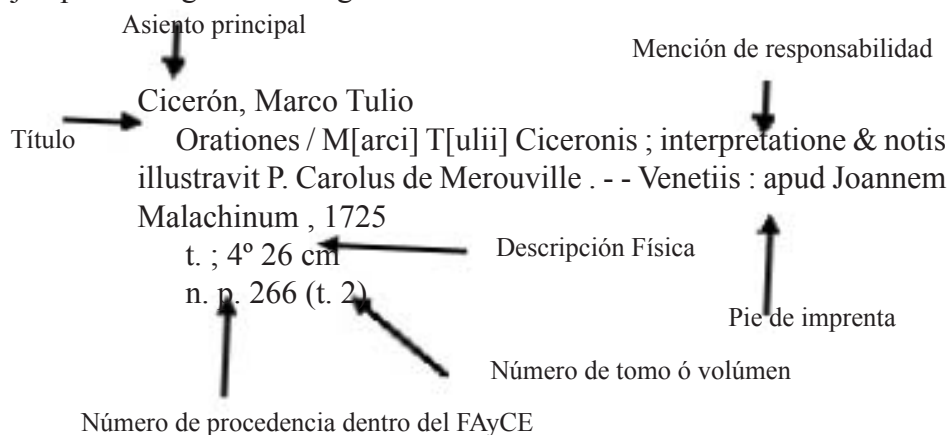 Asiento principal
Mención de responsabilidad
Cicerón, Marco Tulio
Título
Orationes / M[arci] T[ulii] Ciceronis ; interpretatione & notis
illustravit P. Carolus de Merouville . - - Venetiis : apud Joannem
Malachinum , 1725
t. ; 4º 26 cm
Descripción Física
n. p. 266 (t. 2)
Pie de imprenta
Número de tomo ó volúmen
Número de procedencia dentro del FAyCE